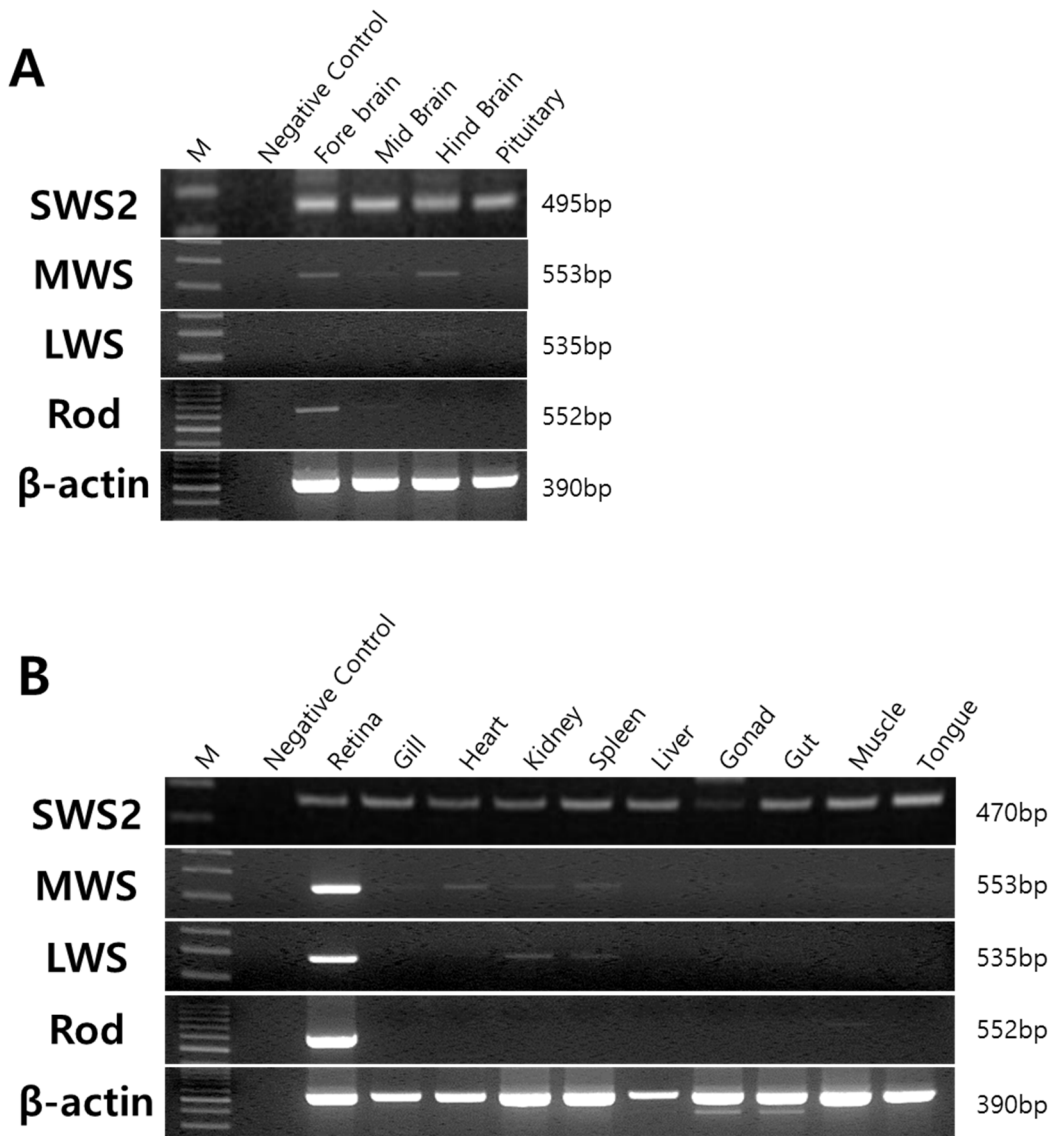 A
M
Negative Control
Fore brain
Mid Brain
Hind Brain
Pituitary
SWS2 495bp
MWS 553bp
LWS 535bp
Rod 552bp
β-actin 390bp
B
M
Negative Control
Retina
Gill
Heart
Kidney
Spleen
Liver
Gonad
Gut
Muscle
Tongue
SWS2 470bp
MWS 553bp
LWS 535bp
Rod 552bp
β-actin 390bp